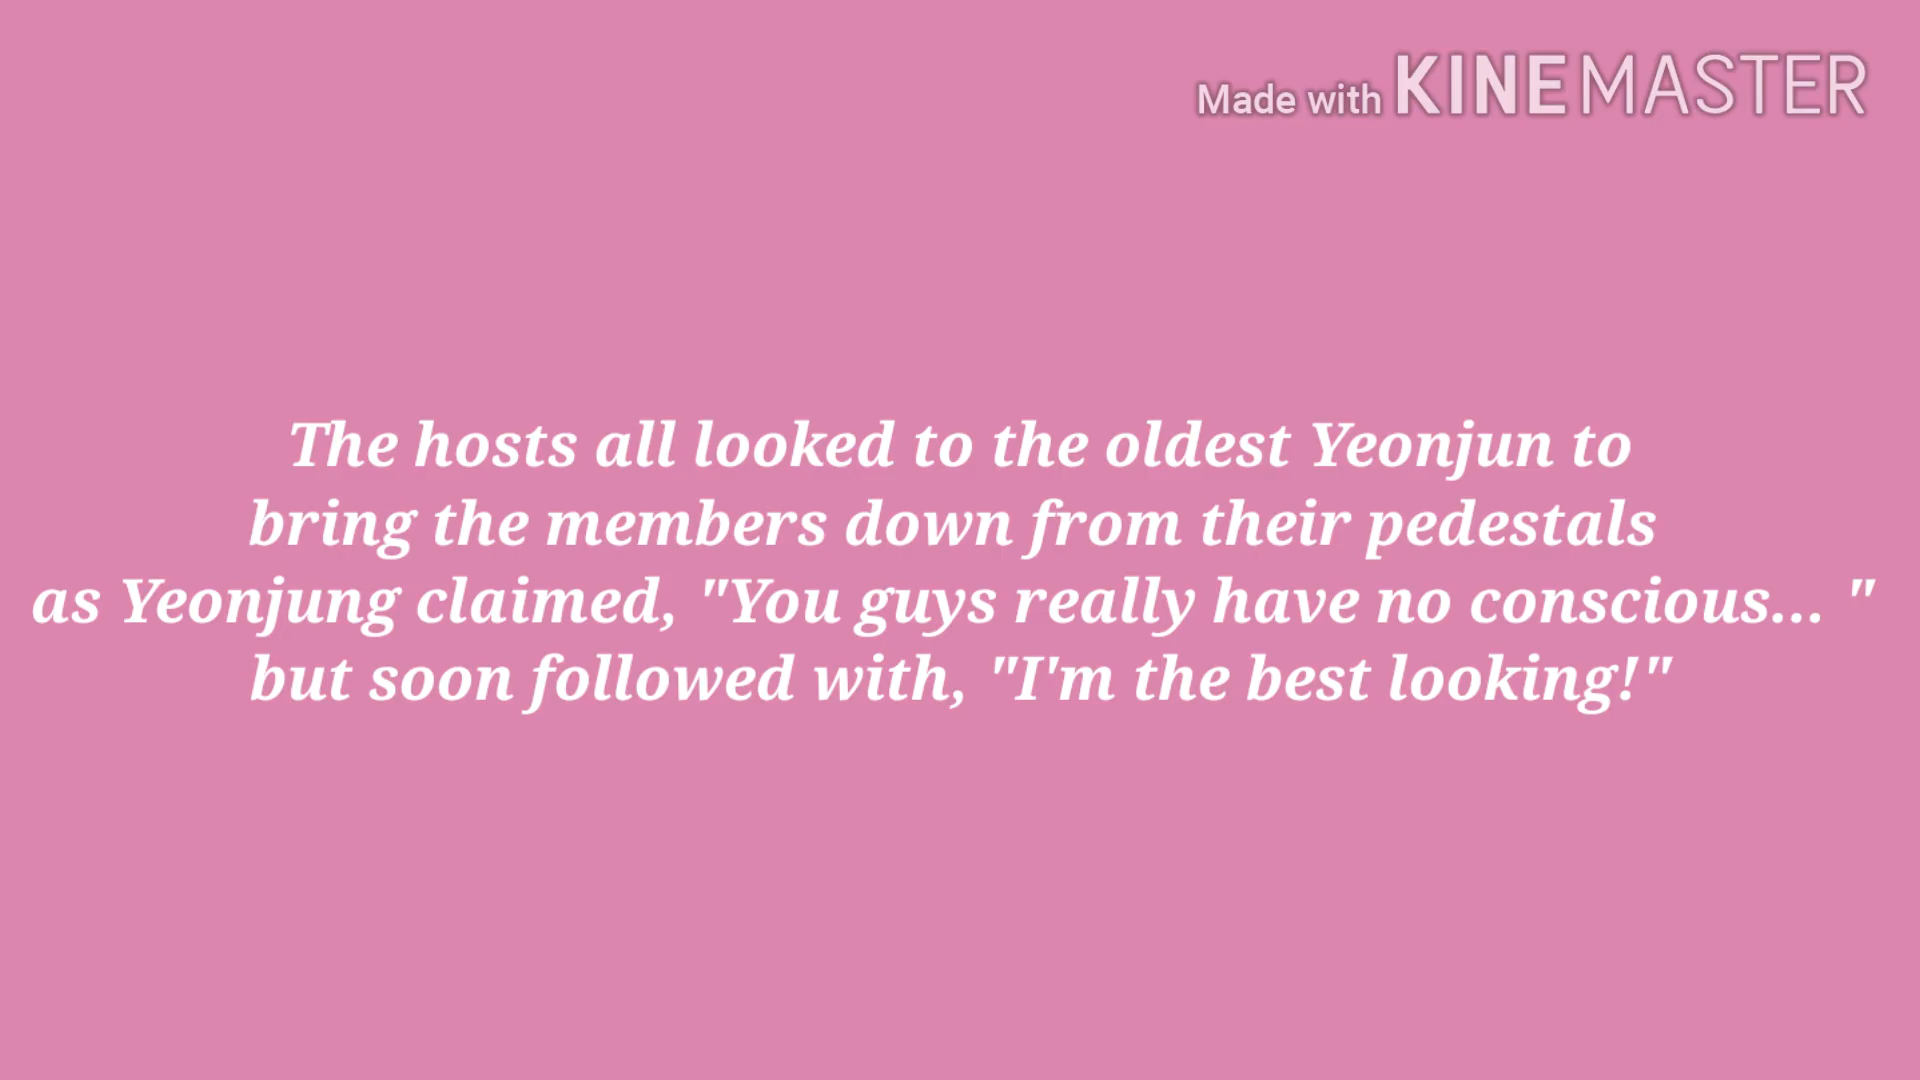 Made with KINEMASTER
The hosts all looked to the oldest Yeonjun to
bring the members down from their pedestals
as Yeonjung claimed, "You guys really have no conscious... "
but soon followed with, "I'm the best looking!"